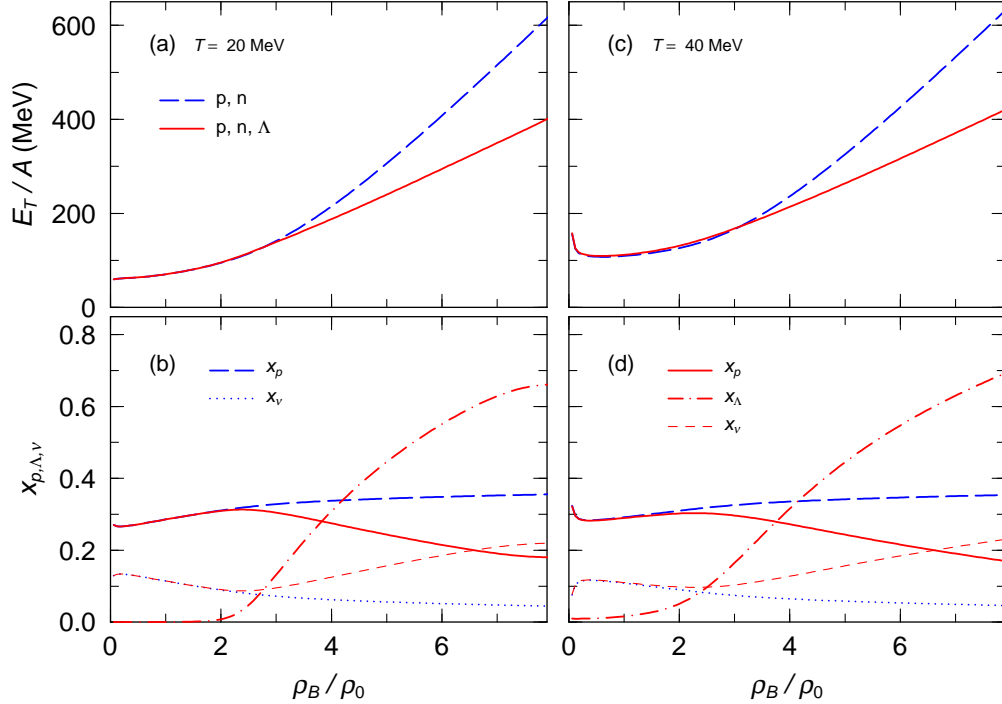 600
400
200
0
E_T / A (MeV)
(a) T = 20 MeV
p, n
p, n, Λ
(c) T = 40 MeV
0.8
0.6
0.4
0.2
0.0
x_{p,Λ,ν}
(b)
x_p
x_ν
(d)
x_p
x_Λ
x_ν
0 2 4 6
0 2 4 6
ρ_B / ρ_0
ρ_B / ρ_0